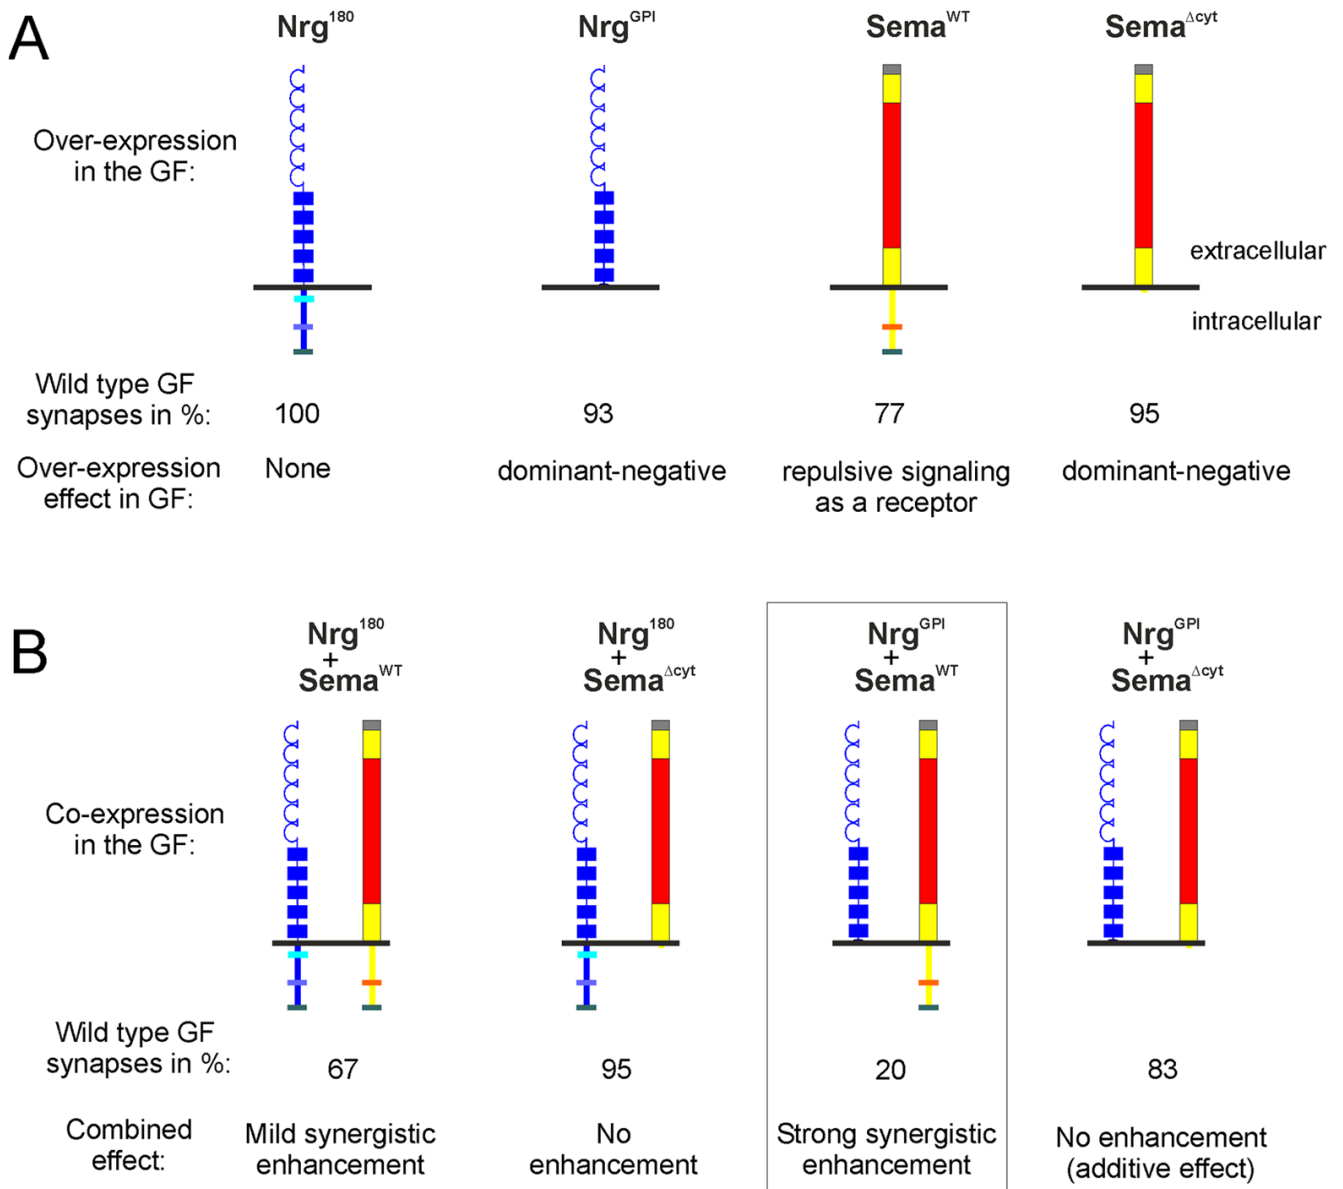 A
Nrg180
NrgGPI
SemaWT
SemaΔcyt
Over-expression
in the GF:
extracellular
intracellular
Wild type GF
synapses in %:
100
93
77
95
Over-expression
effect in GF:
None
dominant-negative
repulsive signaling
as a receptor
dominant-negative
B
Nrg180
+
SemaWT
Nrg180
+
SemaΔcyt
NrgGPI
+
SemaWT
NrgGPI
+
SemaΔcyt
Co-expression
in the GF:
Wild type GF
synapses in %:
67
95
20
83
Combined
effect:
Mild synergistic
enhancement
No
enhancement
Strong synergistic
enhancement
No enhancement
(additive effect)